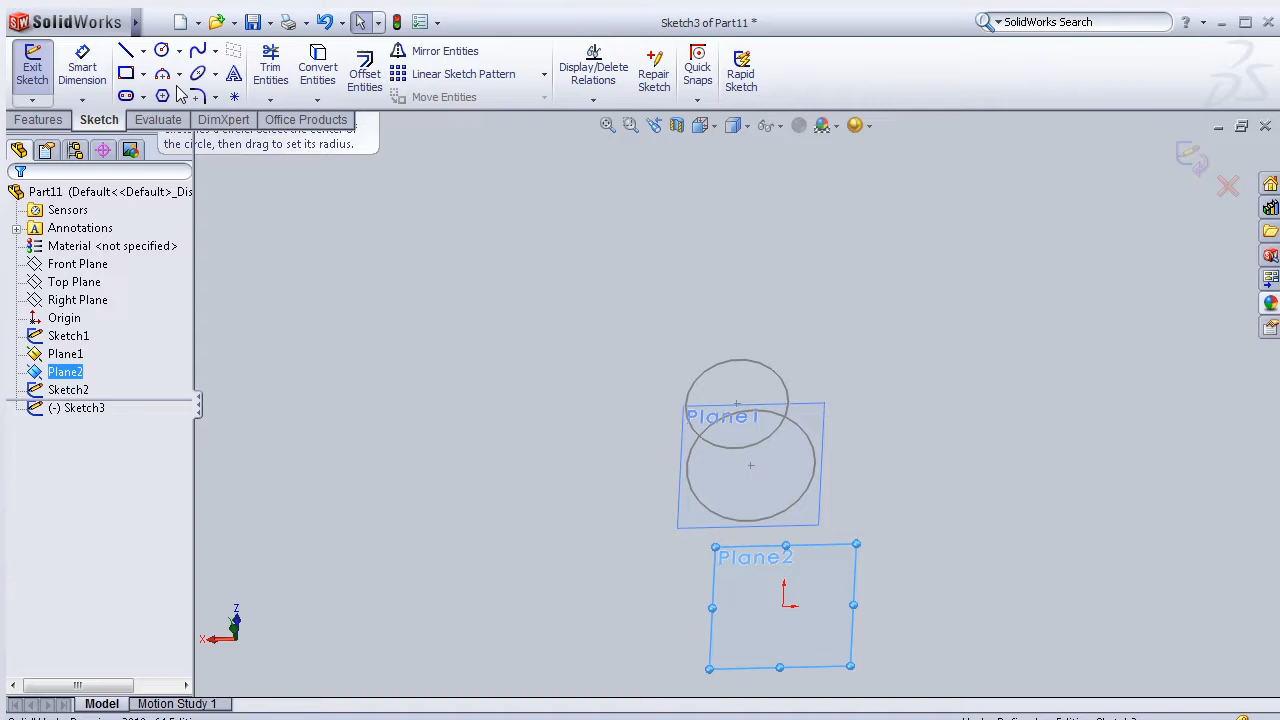 SolidWorks
Sketch3 of Part11 *
SolidWorks Search
Exit Sketch
Smart Dimension
Trim Entities
Convert Entities
Offset Entities
Mirror Entities
Linear Sketch Pattern
Move Entities
Display/Delete Relations
Repair Sketch
Quick Snaps
Rapid Sketch
Features
Sketch
Evaluate
DimXpert
Office Products
the circle, then drag to set its radius.
Part11 (Default<<Default>_Dis
Sensors
Annotations
Material <not specified>
Front Plane
Top Plane
Right Plane
Origin
Sketch1
Plane1
Plane2
Sketch2
(-) Sketch3
Plane1
Plane2
Z
X
Model
Motion Study 1